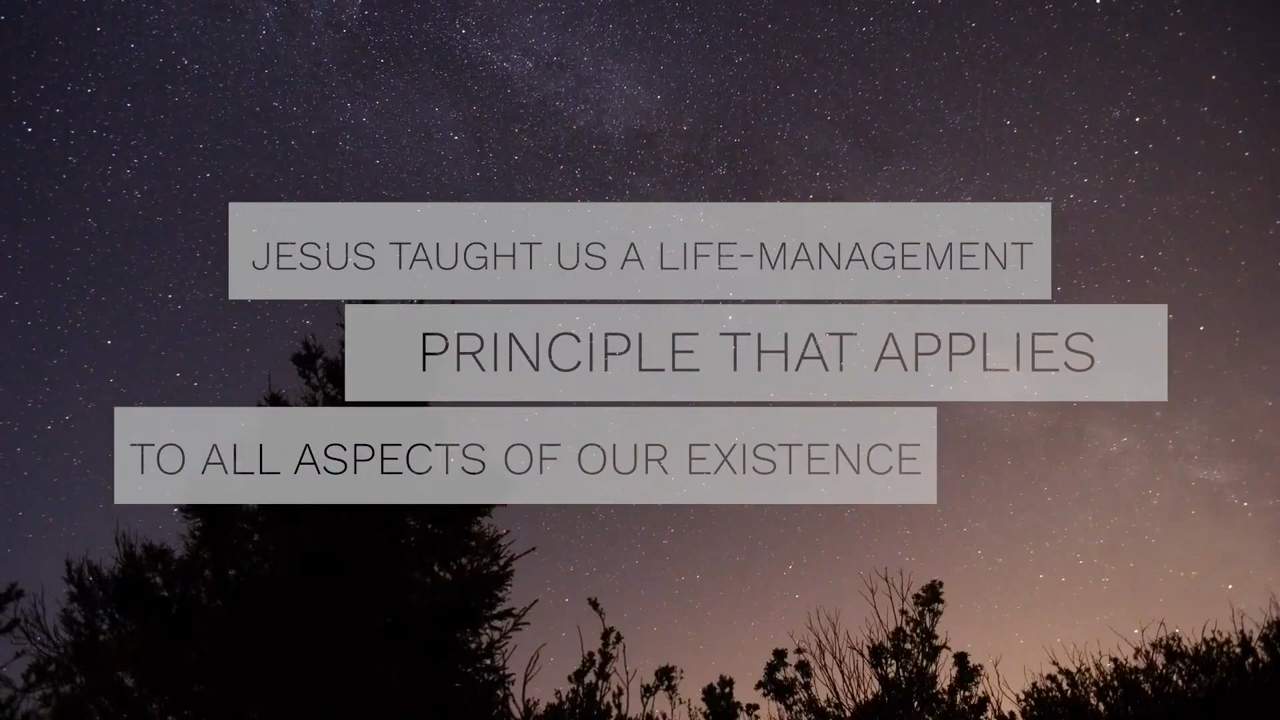 JESUS TAUGHT US A LIFE-MANAGEMENT
PRINCIPLE THAT APPLIES
TO ALL ASPECTS OF OUR EXISTENCE